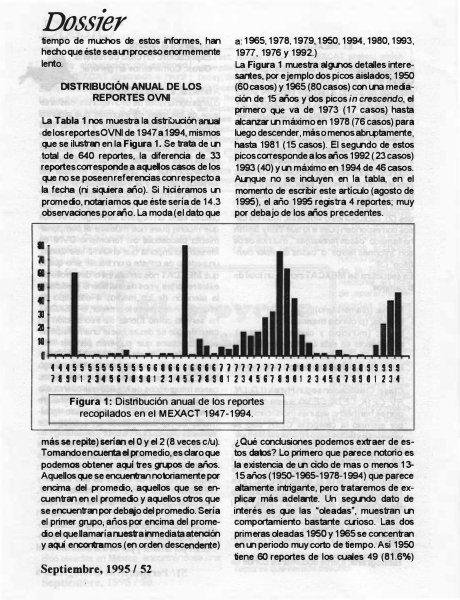 Dossier
tiempo de muchos de estos informes, han
hecho que éste sea un proceso enormemente
lento.
DISTRIBUCIÓN ANUAL DE LOS
REPORTES OVNI
La Tabla 1 nos muestra la distribución anual
de los reportes OVNI de 1947 a 1994, mismos
que se ilustran en la Figura 1. Se trata de un
total de 640 reportes, la diferencia de 33
reportes corresponde a aquellos casos de los
que no se poseen referencias con respecto a
la fecha (ni siquiera año). Si hiciéramos un
promedio, notaríamos que éste sería de 14.3
observaciones por año. La moda (el dato que
a: 1965, 1978, 1979, 1950, 1994, 1980, 1993,
1977, 1976 y 1992.)
La Figura 1 muestra algunos detalles intere-
santes, por ejemplo dos picos aislados; 1950
(60 casos) y 1965 (80 casos) con una media-
ción de 15 años y dos picos in crescendo, el
primero que va de 1973 (17 casos) hasta
alcanzar un máximo en 1978 (76 casos) para
luego descender, más o menos abruptamente,
hasta 1981 (15 casos). El segundo de estos
picos corresponde a los años 1992 (23 casos)
1993 (40) y un máximo en 1994 de 46 casos.
Aunque no se incluyen en la tabla, en el
momento de escribir este artículo (agosto de
1995), el año 1995 registra 4 reportes; muy
por debajo de los años precedentes.
80
70
60
50
40
30
20
10
0
4 4 4 5 5 5 5 5 5 5 5 5 5 6 6 6 6 6 6 6 6 6 6 7 7 7 7 7 7 7 7 7 7 8 8 8 8 8 8 8 8 8 8 9 9 9 9 9
7 8 9 0 1 2 3 4 5 6 7 8 9 0 1 2 3 4 5 6 7 8 9 0 1 2 3 4 5 6 7 8 9 0 1 2 3 4 5 6 7 8 9 0 1 2 3 4
Figura 1: Distribución anual de los reportes
recopilados en el MEXACT 1947-1994.
más se repite) serían el 0 y el 2 (8 veces c/u).
Tomando en cuenta el promedio, es claro que
podemos obtener aquí tres grupos de años.
Aquellos que se encuentran notoriamente por
encima del promedio, aquellos que se en-
cuentran en el promedio y aquellos otros que
se encuentran por debajo del promedio. Sería
el primer grupo, años por encima del prome-
dio el que llamaría nuestra inmediata atención
y aquí encontramos (en orden descendente)
¿Qué conclusiones podemos extraer de es-
tos datos? Lo primero que parece notorio es
la existencia de un ciclo de mas o menos 13-
15 años (1950-1965-1978-1994) que parece
altamente intrigante, pero trataremos de ex-
plicar más adelante. Un segundo dato de
interés es que las "oleadas", muestran un
comportamiento bastante curioso. Las dos
primeras oleadas 1950 y 1965 se concentran
en un periodo muy corto de tiempo. Así 1950
tiene 60 reportes de los cuales 49 (81.6%)
Septiembre, 1995 / 52